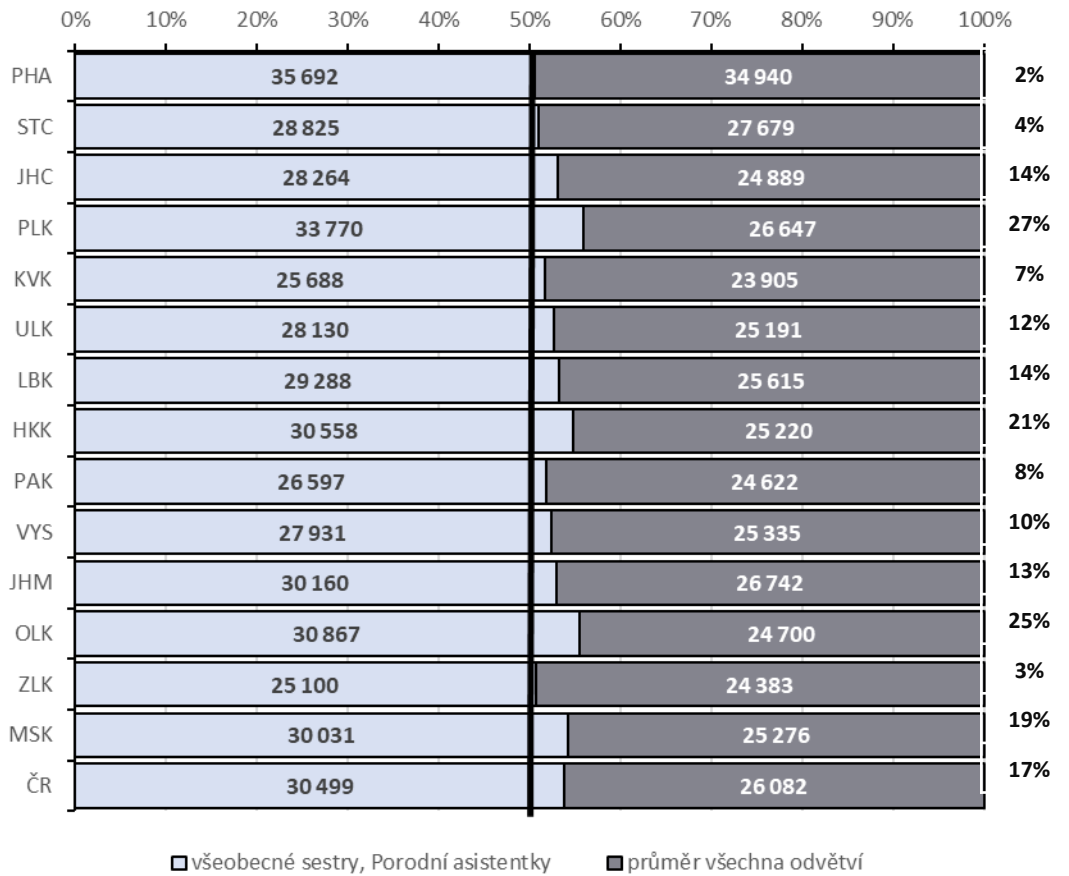 0% 10% 20% 30% 40% 50% 60% 70% 80% 90% 100%
PHA 35 692 34 940 2%
STC 28 825 27 679 4%
JHC 28 264 24 889 14%
PLK 33 770 26 647 27%
KVK 25 688 23 905 7%
ULK 28 130 25 191 12%
LBK 29 288 25 615 14%
HKK 30 558 25 220 21%
PAK 26 597 24 622 8%
VYS 27 931 25 335 10%
JHM 30 160 26 742 13%
OLK 30 867 24 700 25%
ZLK 25 100 24 383 3%
MSK 30 031 25 276 19%
ČR 30 499 26 082 17%
všeobecné sestry, Porodní asistentky průměr všechna odvětví